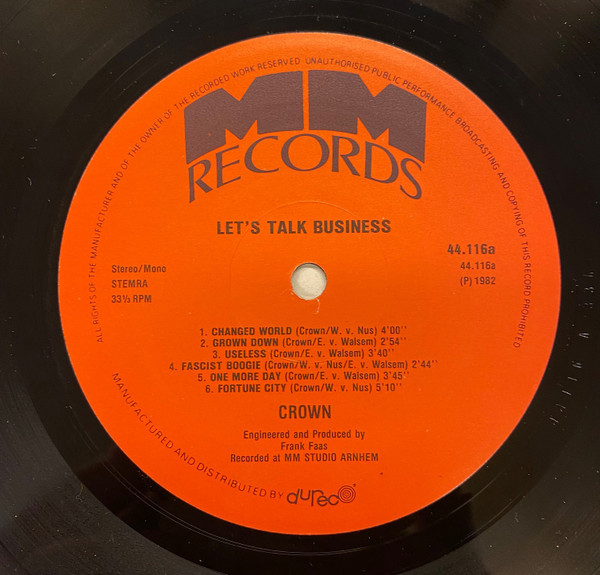 ALL RIGHTS OF THE MANUFACTURER AND OF THE OWNER OF THE RECORDED WORK RESERVED · UNAUTHORISED PUBLIC PERFORMANCE BROADCASTING AND COPYING OF THIS RECORD PROHIBITED
MM
RECORDS
LET'S TALK BUSINESS
44.116a
Stereo/Mono
44.116a
STEMRA
(P) 1982
33⅓ RPM
1. CHANGED WORLD (Crown/W. v. Nus) 4'00''
2. GROWN DOWN (Crown/E. v. Walsem) 2'54''
3. USELESS (Crown/E. v. Walsem) 3'40''
4. FASCIST BOOGIE (Crown/W. v. Nus/E. v. Walsem) 2'44''
5. ONE MORE DAY (Crown/E. v. Walsem) 3'45''
6. FORTUNE CITY (Crown/W. v. Nus) 5'10''
CROWN
Engineered and Produced by
Frank Faas
Recorded at MM STUDIO ARNHEM
MANUFACTURED AND DISTRIBUTED BY dureco